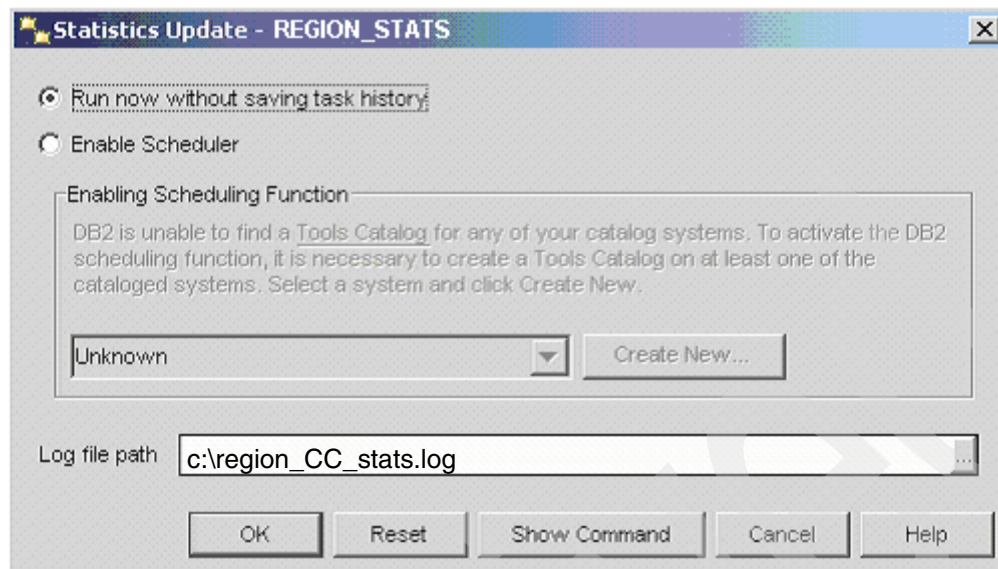 Statistics Update - REGION_STATS
Run now without saving task history
Enable Scheduler
Enabling Scheduling Function
DB2 is unable to find a Tools Catalog for any of your catalog systems. To activate the DB2
scheduling function, it is necessary to create a Tools Catalog on at least one of the
cataloged systems. Select a system and click Create New.
Unknown
Create New...
Log file path c:\region_CC_stats.log ...
OK Reset Show Command Cancel Help